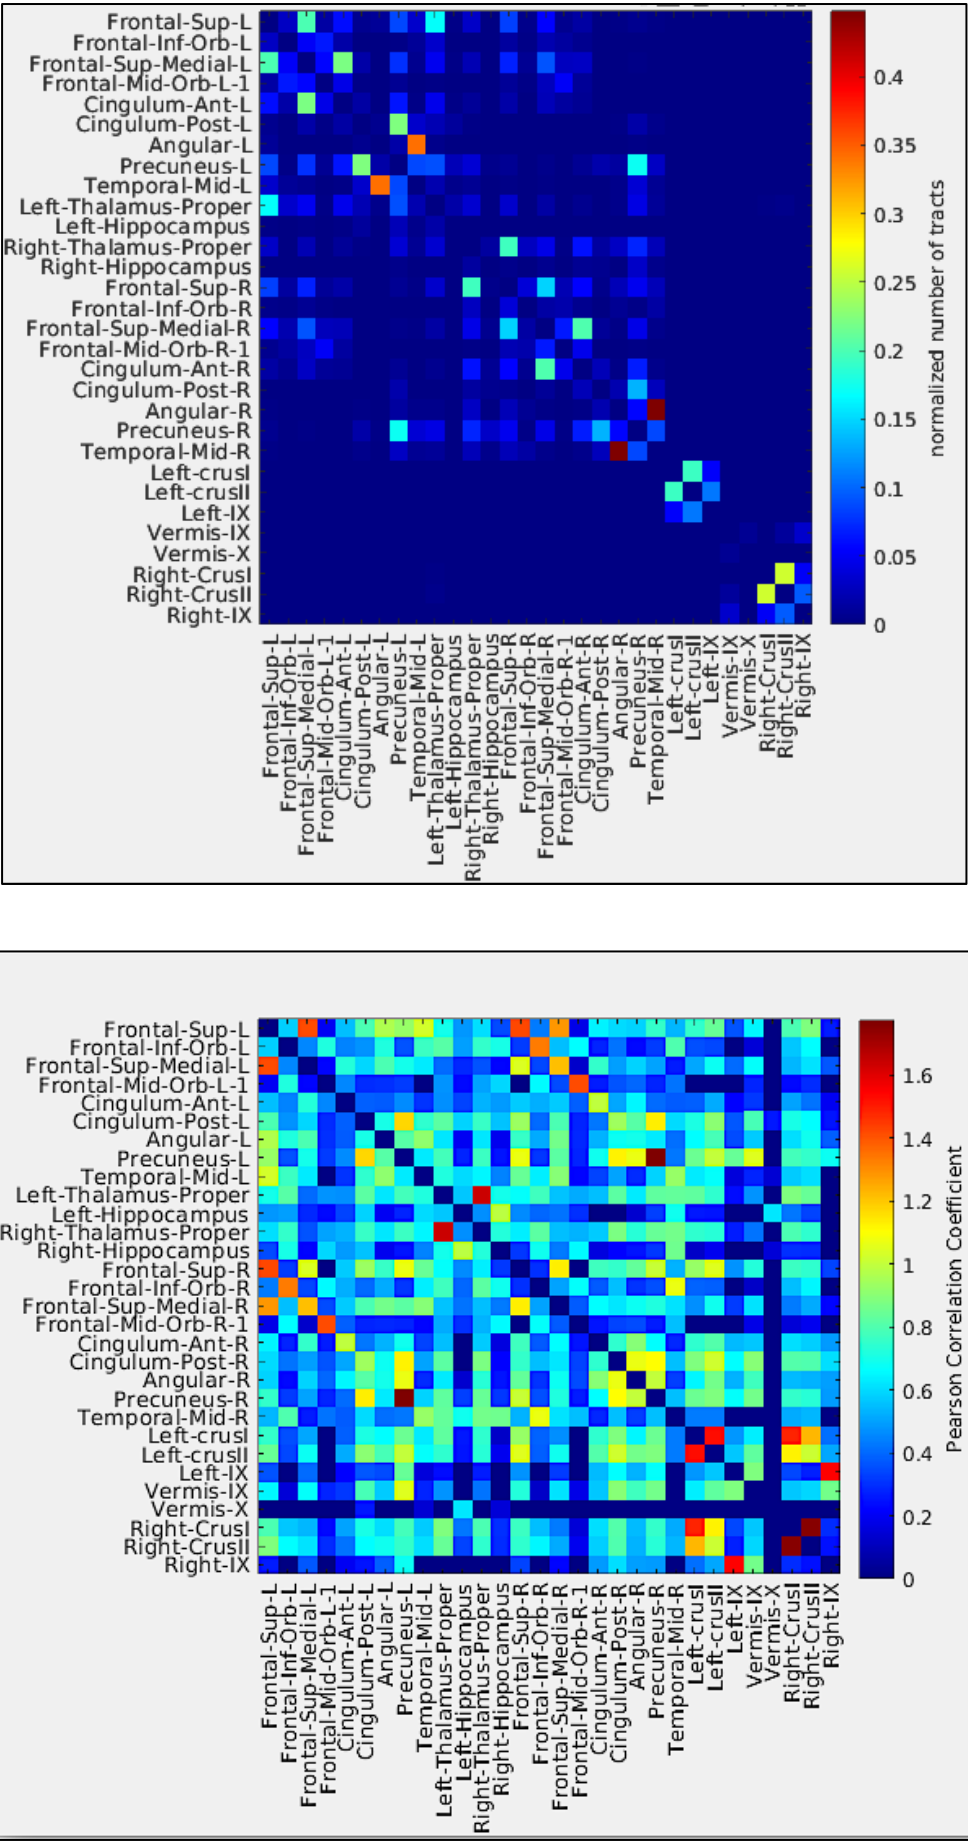 Frontal-Sup-L
Frontal-Inf-Orb-L
Frontal-Sup-Medial-L
Frontal-Mid-Orb-L-1
Cingulum-Ant-L
Cingulum-Post-L
Angular-L
Precuneus-L
Temporal-Mid-L
Left-Thalamus-Proper
Left-Hippocampus
Right-Thalamus-Proper
Right-Hippocampus
Frontal-Sup-R
Frontal-Inf-Orb-R
Frontal-Sup-Medial-R
Frontal-Mid-Orb-R-1
Cingulum-Ant-R
Cingulum-Post-R
Angular-R
Precuneus-R
Temporal-Mid-R
Left-crusI
Left-crusII
Left-IX
Vermis-IX
Vermis-X
Right-CrusI
Right-CrusII
Right-IX
Frontal-Sup-L
Frontal-Inf-Orb-L
Frontal-Sup-Medial-L
Frontal-Mid-Orb-L-1
Cingulum-Ant-L
Cingulum-Post-L
Angular-L
Precuneus-L
Temporal-Mid-L
Left-Thalamus-Proper
Left-Hippocampus
Right-Thalamus-Proper
Right-Hippocampus
Frontal-Sup-R
Frontal-Inf-Orb-R
Frontal-Sup-Medial-R
Frontal-Mid-Orb-R-1
Cingulum-Ant-R
Cingulum-Post-R
Angular-R
Precuneus-R
Temporal-Mid-R
Left-crusI
Left-crusII
Left-IX
Vermis-IX
Vermis-X
Right-CrusI
Right-CrusII
Right-IX
0.4
0.35
0.3
0.25
0.2
0.15
0.1
0.05
0
normalized number of tracts
Frontal-Sup-L
Frontal-Inf-Orb-L
Frontal-Sup-Medial-L
Frontal-Mid-Orb-L-1
Cingulum-Ant-L
Cingulum-Post-L
Angular-L
Precuneus-L
Temporal-Mid-L
Left-Thalamus-Proper
Left-Hippocampus
Right-Thalamus-Proper
Right-Hippocampus
Frontal-Sup-R
Frontal-Inf-Orb-R
Frontal-Sup-Medial-R
Frontal-Mid-Orb-R-1
Cingulum-Ant-R
Cingulum-Post-R
Angular-R
Precuneus-R
Temporal-Mid-R
Left-crusI
Left-crusII
Left-IX
Vermis-IX
Vermis-X
Right-CrusI
Right-CrusII
Right-IX
Frontal-Sup-L
Frontal-Inf-Orb-L
Frontal-Sup-Medial-L
Frontal-Mid-Orb-L-1
Cingulum-Ant-L
Cingulum-Post-L
Angular-L
Precuneus-L
Temporal-Mid-L
Left-Thalamus-Proper
Left-Hippocampus
Right-Thalamus-Proper
Right-Hippocampus
Frontal-Sup-R
Frontal-Inf-Orb-R
Frontal-Sup-Medial-R
Frontal-Mid-Orb-R-1
Cingulum-Ant-R
Cingulum-Post-R
Angular-R
Precuneus-R
Temporal-Mid-R
Left-crusI
Left-crusII
Left-IX
Vermis-IX
Vermis-X
Right-CrusI
Right-CrusII
Right-IX
1.6
1.4
1.2
1
0.8
0.6
0.4
0.2
0
Pearson Correlation Coefficient